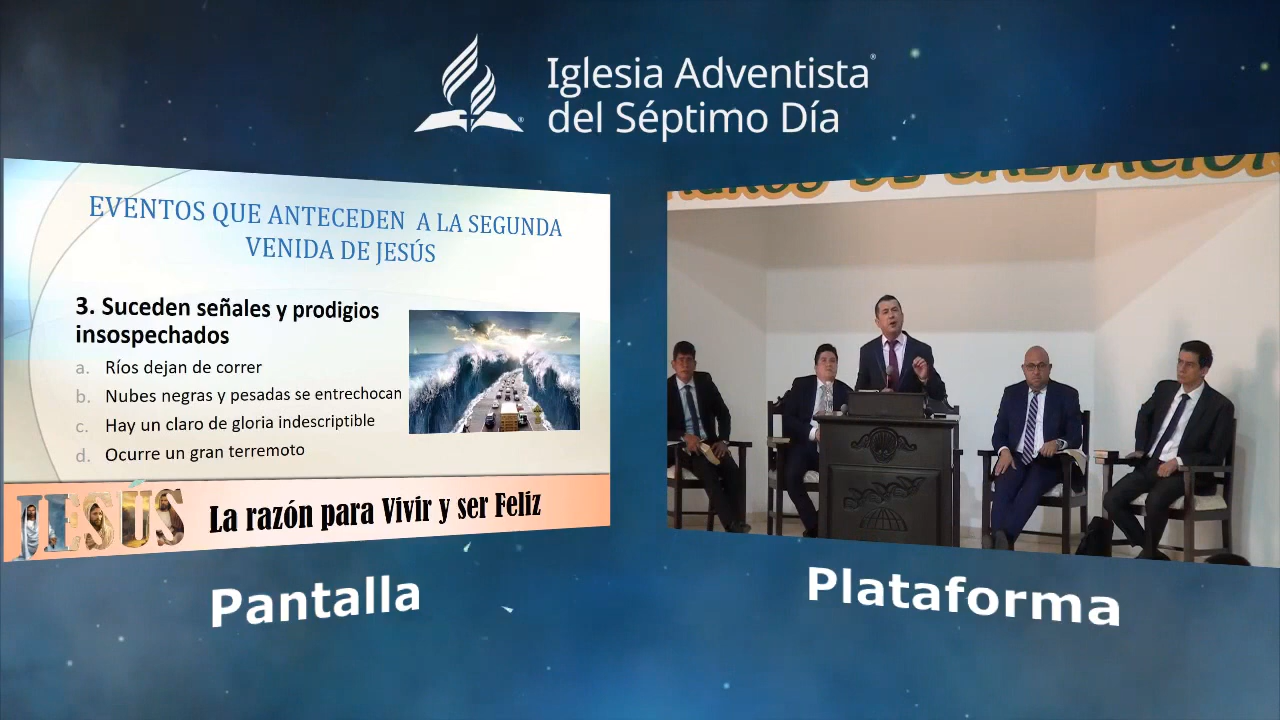 Iglesia Adventista
del Séptimo Día
EVENTOS QUE ANTECEDEN A LA SEGUNDA
VENIDA DE JESÚS
3. Suceden señales y prodigios
insospechados
a. Ríos dejan de correr
b. Nubes negras y pesadas se entrechocan
c. Hay un claro de gloria indescriptible
d. Ocurre un gran terremoto
JESÚS La razón para Vivir y ser Feliz
DE SALVACIÓN
Pantalla
Plataforma